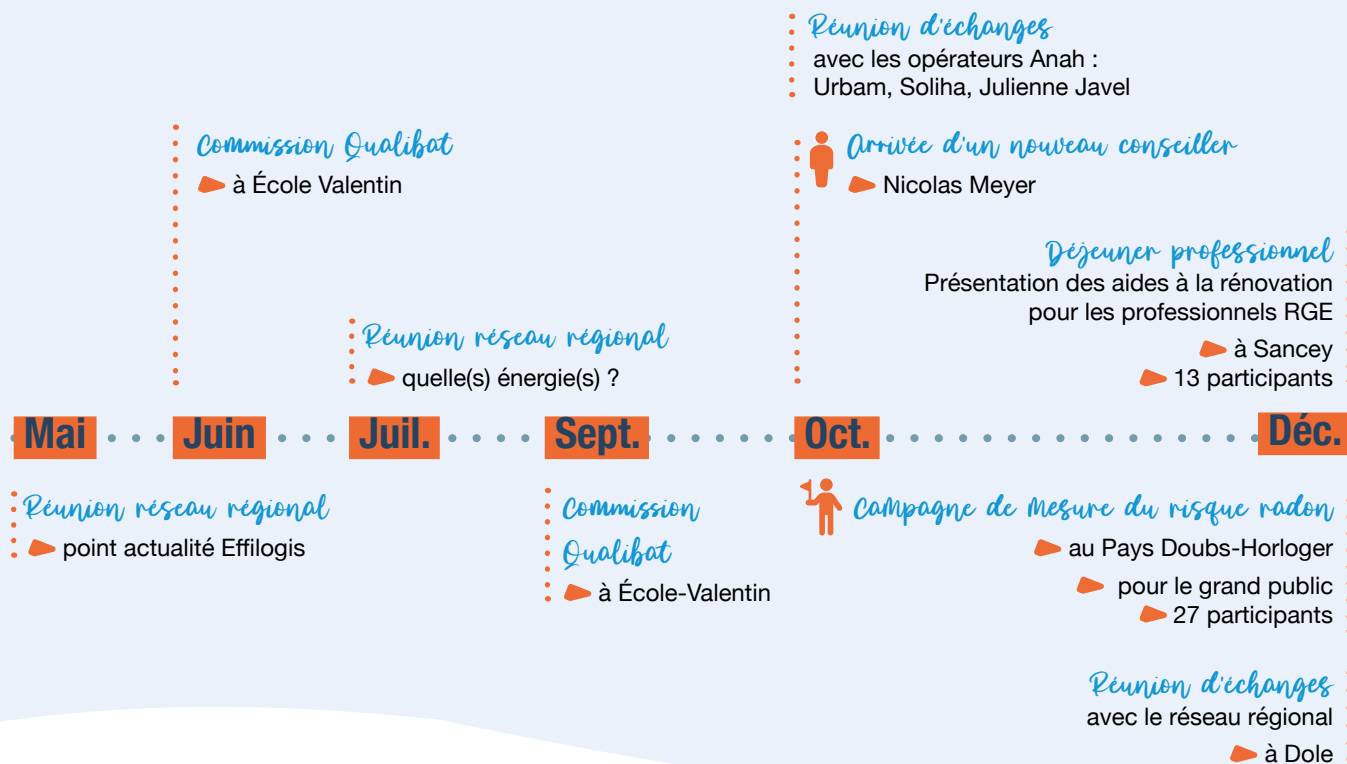 Réunion d'échanges
avec les opérateurs Anah :
Urbam, Soliha, Julienne Javel
Commission Qualibat
à École Valentin
Arrivée d'un nouveau conseiller
Nicolas Meyer
Déjeuner professionnel
Présentation des aides à la rénovation
pour les professionnels RGE
à Sancey
13 participants
Réunion réseau régional
quelle(s) énergie(s) ?
Mai
Juin
Juil.
Sept.
Oct.
Déc.
Réunion réseau régional
point actualité Effilogis
Commission
Qualibat
à École-Valentin
Campagne de mesure du risque radon
au Pays Doubs-Horloger
pour le grand public
27 participants
Réunion d'échanges
avec le réseau régional
à Dole